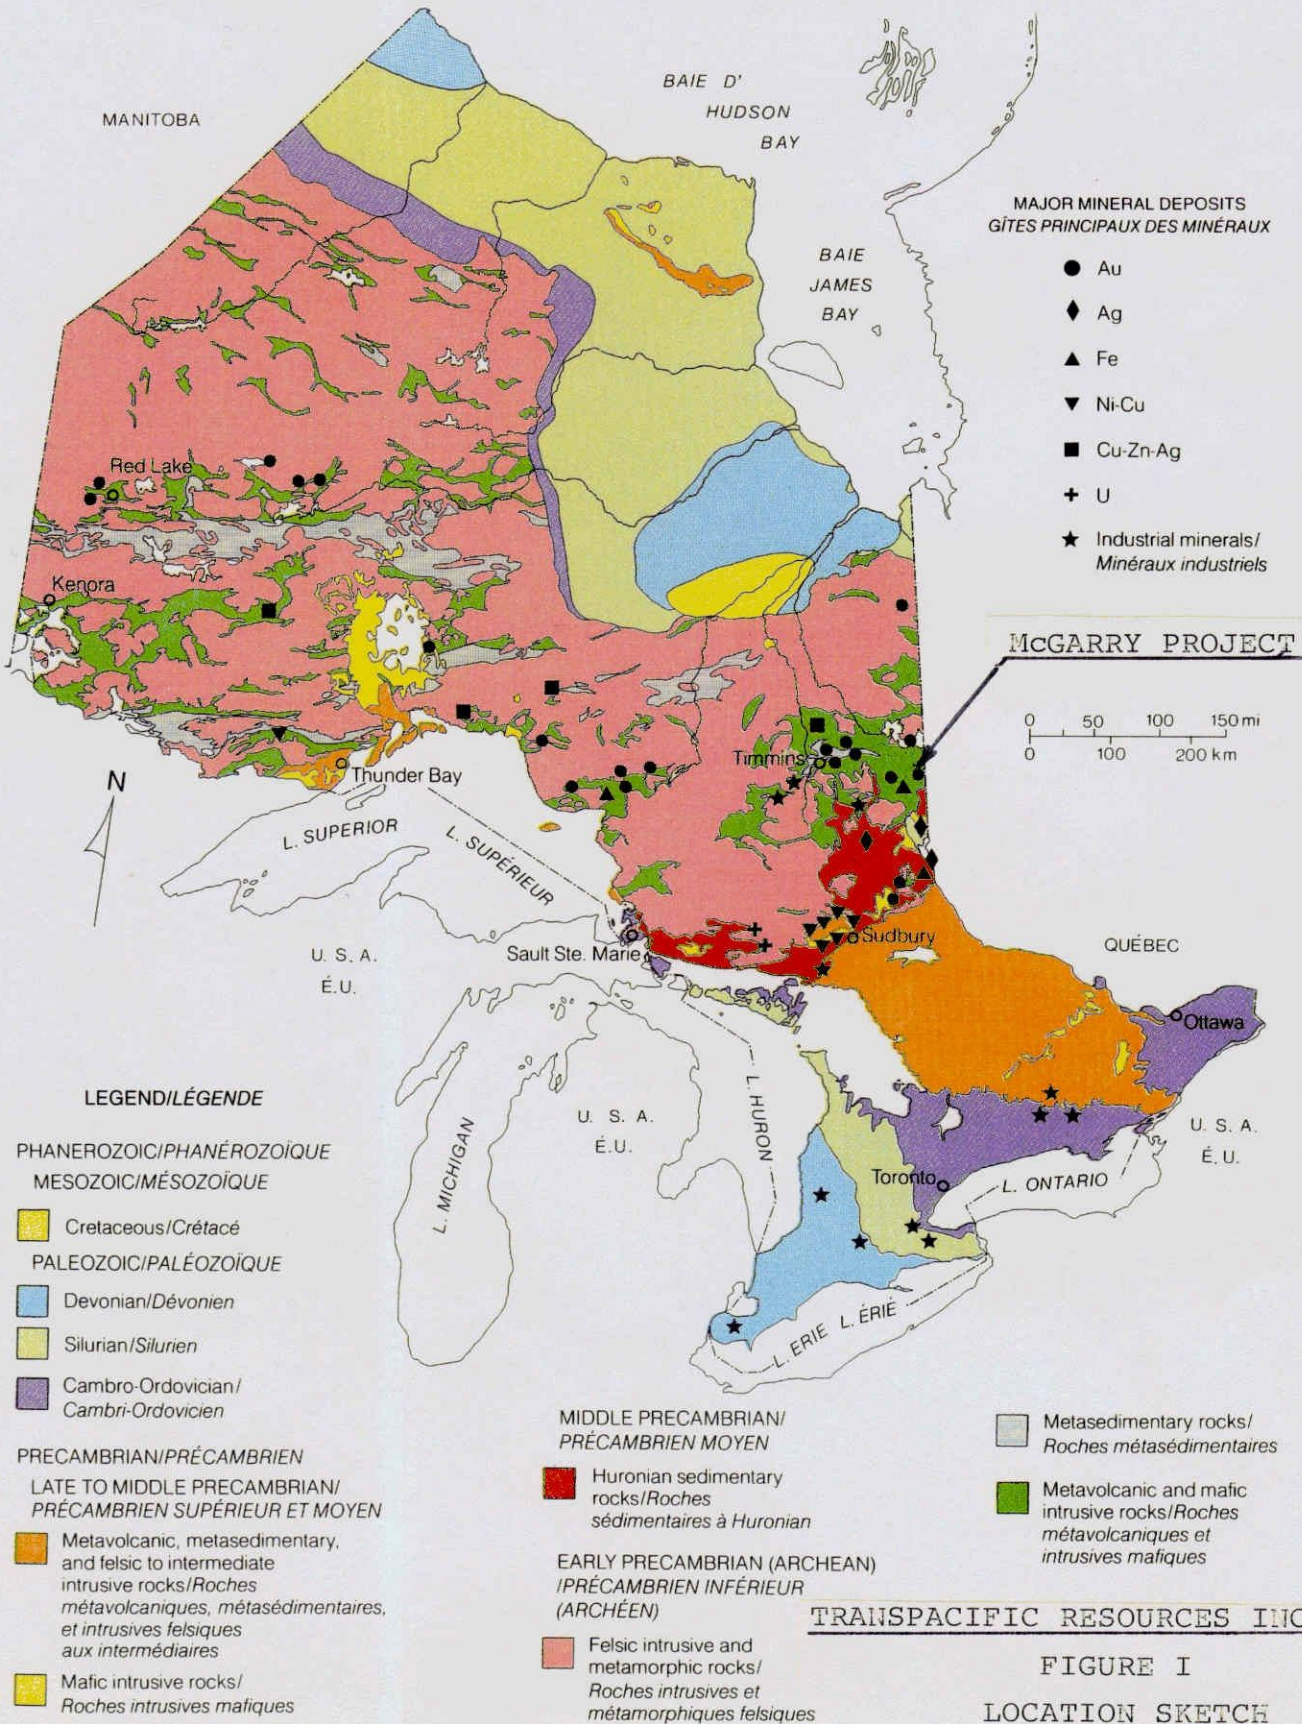 MANITOBA
BAIE D'
HUDSON
BAY
BAIE
JAMES
BAY
MAJOR MINERAL DEPOSITS
GÎTES PRINCIPAUX DES MINÉRAUX
Au
Ag
Fe
Ni-Cu
Cu-Zn-Ag
U
Industrial minerals/
Minéraux industriels
McGARRY PROJECT
0 50 100 150 mi
0 100 200 km
Red Lake
Kenora
Timmins
Thunder Bay
N
L. SUPERIOR
L. SUPÉRIEUR
Sault Ste. Marie
Sudbury
QUÉBEC
U. S. A.
É.U.
Ottawa
L. HURON
L. MICHIGAN
U. S. A.
É.U.
U. S. A.
É.U.
Toronto
L. ONTARIO
L. ERIE L. ÉRIÉ
LEGEND/LÉGENDE
PHANEROZOIC/PHANÉROZOÏQUE
MESOZOIC/MÉSOZOÏQUE
Cretaceous/Crétacé
PALEOZOIC/PALÉOZOÏQUE
Devonian/Dévonien
Silurian/Silurien
Cambro-Ordovician/
Cambri-Ordovicien
PRECAMBRIAN/PRÉCAMBRIEN
LATE TO MIDDLE PRECAMBRIAN/
PRÉCAMBRIEN SUPÉRIEUR ET MOYEN
Metavolcanic, metasedimentary,
and felsic to intermediate
intrusive rocks/Roches
métavolcaniques, métasédimentaires,
et intrusives felsiques
aux intermédiaires
Mafic intrusive rocks/
Roches intrusives mafiques
MIDDLE PRECAMBRIAN/
PRÉCAMBRIEN MOYEN
Huronian sedimentary
rocks/Roches
sédimentaires à Huronian
EARLY PRECAMBRIAN (ARCHEAN)
/PRÉCAMBRIEN INFÉRIEUR
(ARCHÉEN)
Felsic intrusive and
metamorphic rocks/
Roches intrusives et
métamorphiques felsiques
Metasedimentary rocks/
Roches métasédimentaires
Metavolcanic and mafic
intrusive rocks/Roches
métavolcaniques et
intrusives mafiques
TRANSPACIFIC RESOURCES INC
FIGURE I
LOCATION SKETCH